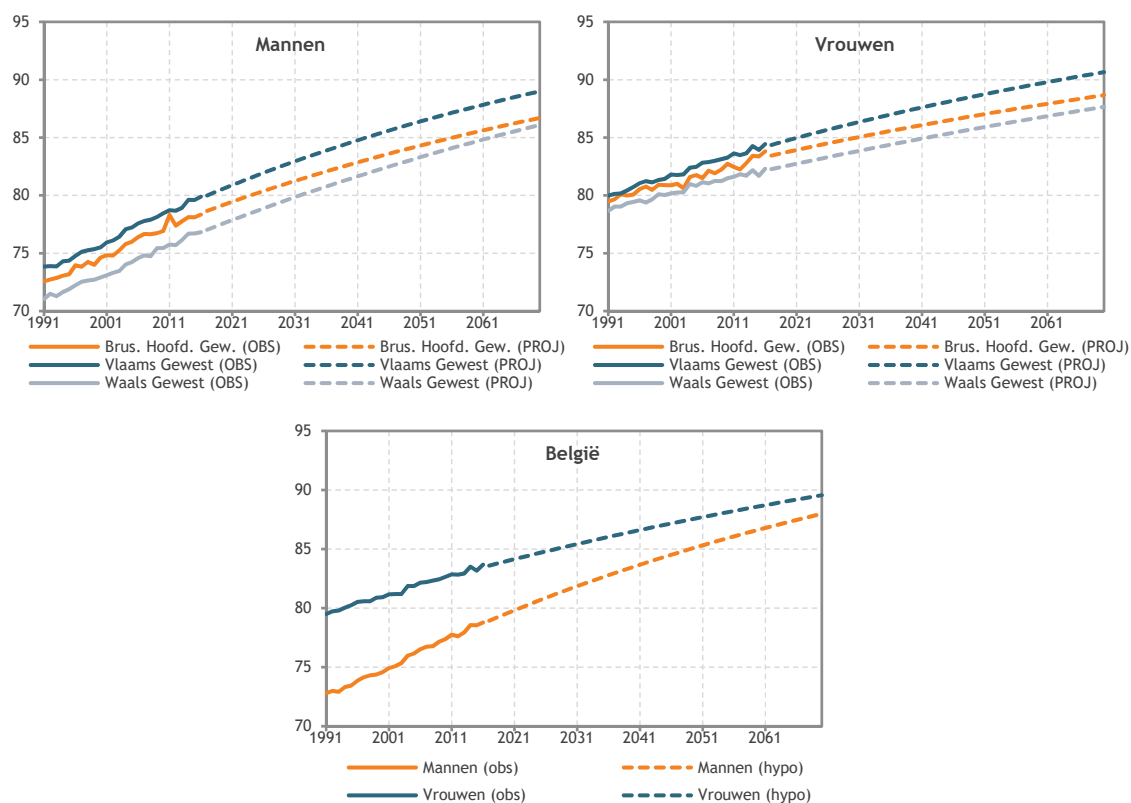 Mannen
95
90
85
80
75
70
1991 2001 2011 2021 2031 2041 2051 2061
Brus. Hoofd. Gew. (OBS) Brus. Hoofd. Gew. (PROJ)
Vlaams Gewest (OBS) Vlaams Gewest (PROJ)
Waals Gewest (OBS) Waals Gewest (PROJ)
Vrouwen
95
90
85
80
75
70
1991 2001 2011 2021 2031 2041 2051 2061
Brus. Hoofd. Gew. (OBS) Brus. Hoofd. Gew. (PROJ)
Vlaams Gewest (OBS) Vlaams Gewest (PROJ)
Waals Gewest (OBS) Waals Gewest (PROJ)
België
95
90
85
80
75
70
1991 2001 2011 2021 2031 2041 2051 2061
Mannen (obs) Mannen (hypo)
Vrouwen (obs) Vrouwen (hypo)